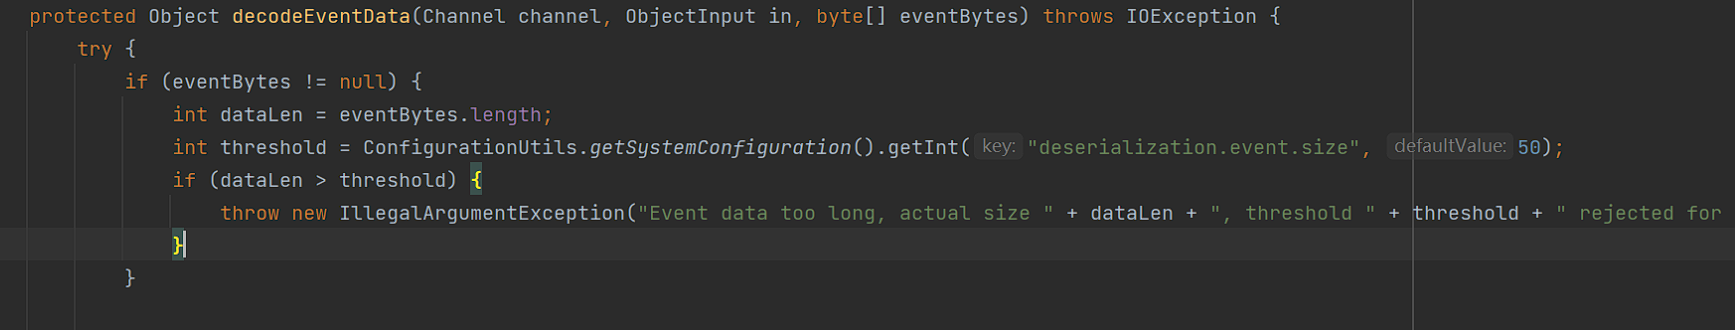 protected Object decodeEventData(Channel channel, ObjectInput in, byte[] eventBytes) throws IOException {
try {
if (eventBytes != null) {
int dataLen = eventBytes.length;
int threshold = ConfigurationUtils.getSystemConfiguration().getInt( key: "deserialization.event.size", defaultValue: 50);
if (dataLen > threshold) {
throw new IllegalArgumentException("Event data too long, actual size " + dataLen + ", threshold " + threshold + " rejected for
}
}